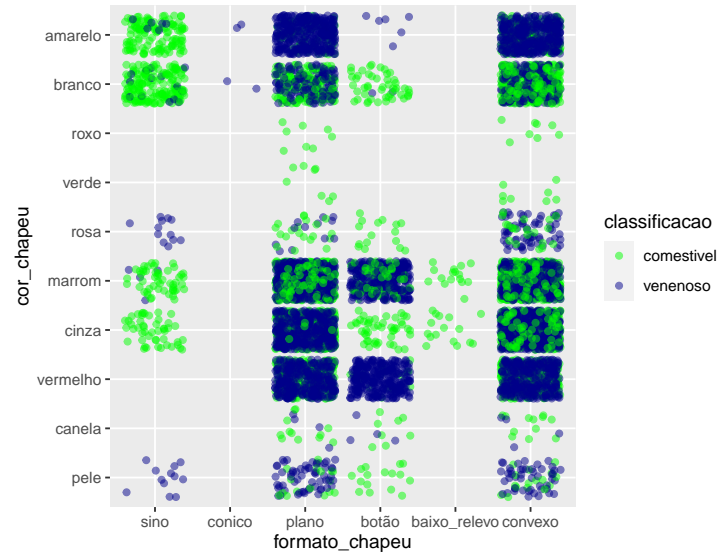 amarelo
branco
roxo
verde
rosa
marrom
cinza
vermelho
canela
pele
cor_chapeu
sino conico plano botão baixo_relevo convexo
formato_chapeu
classificacao
comestivel
venenoso